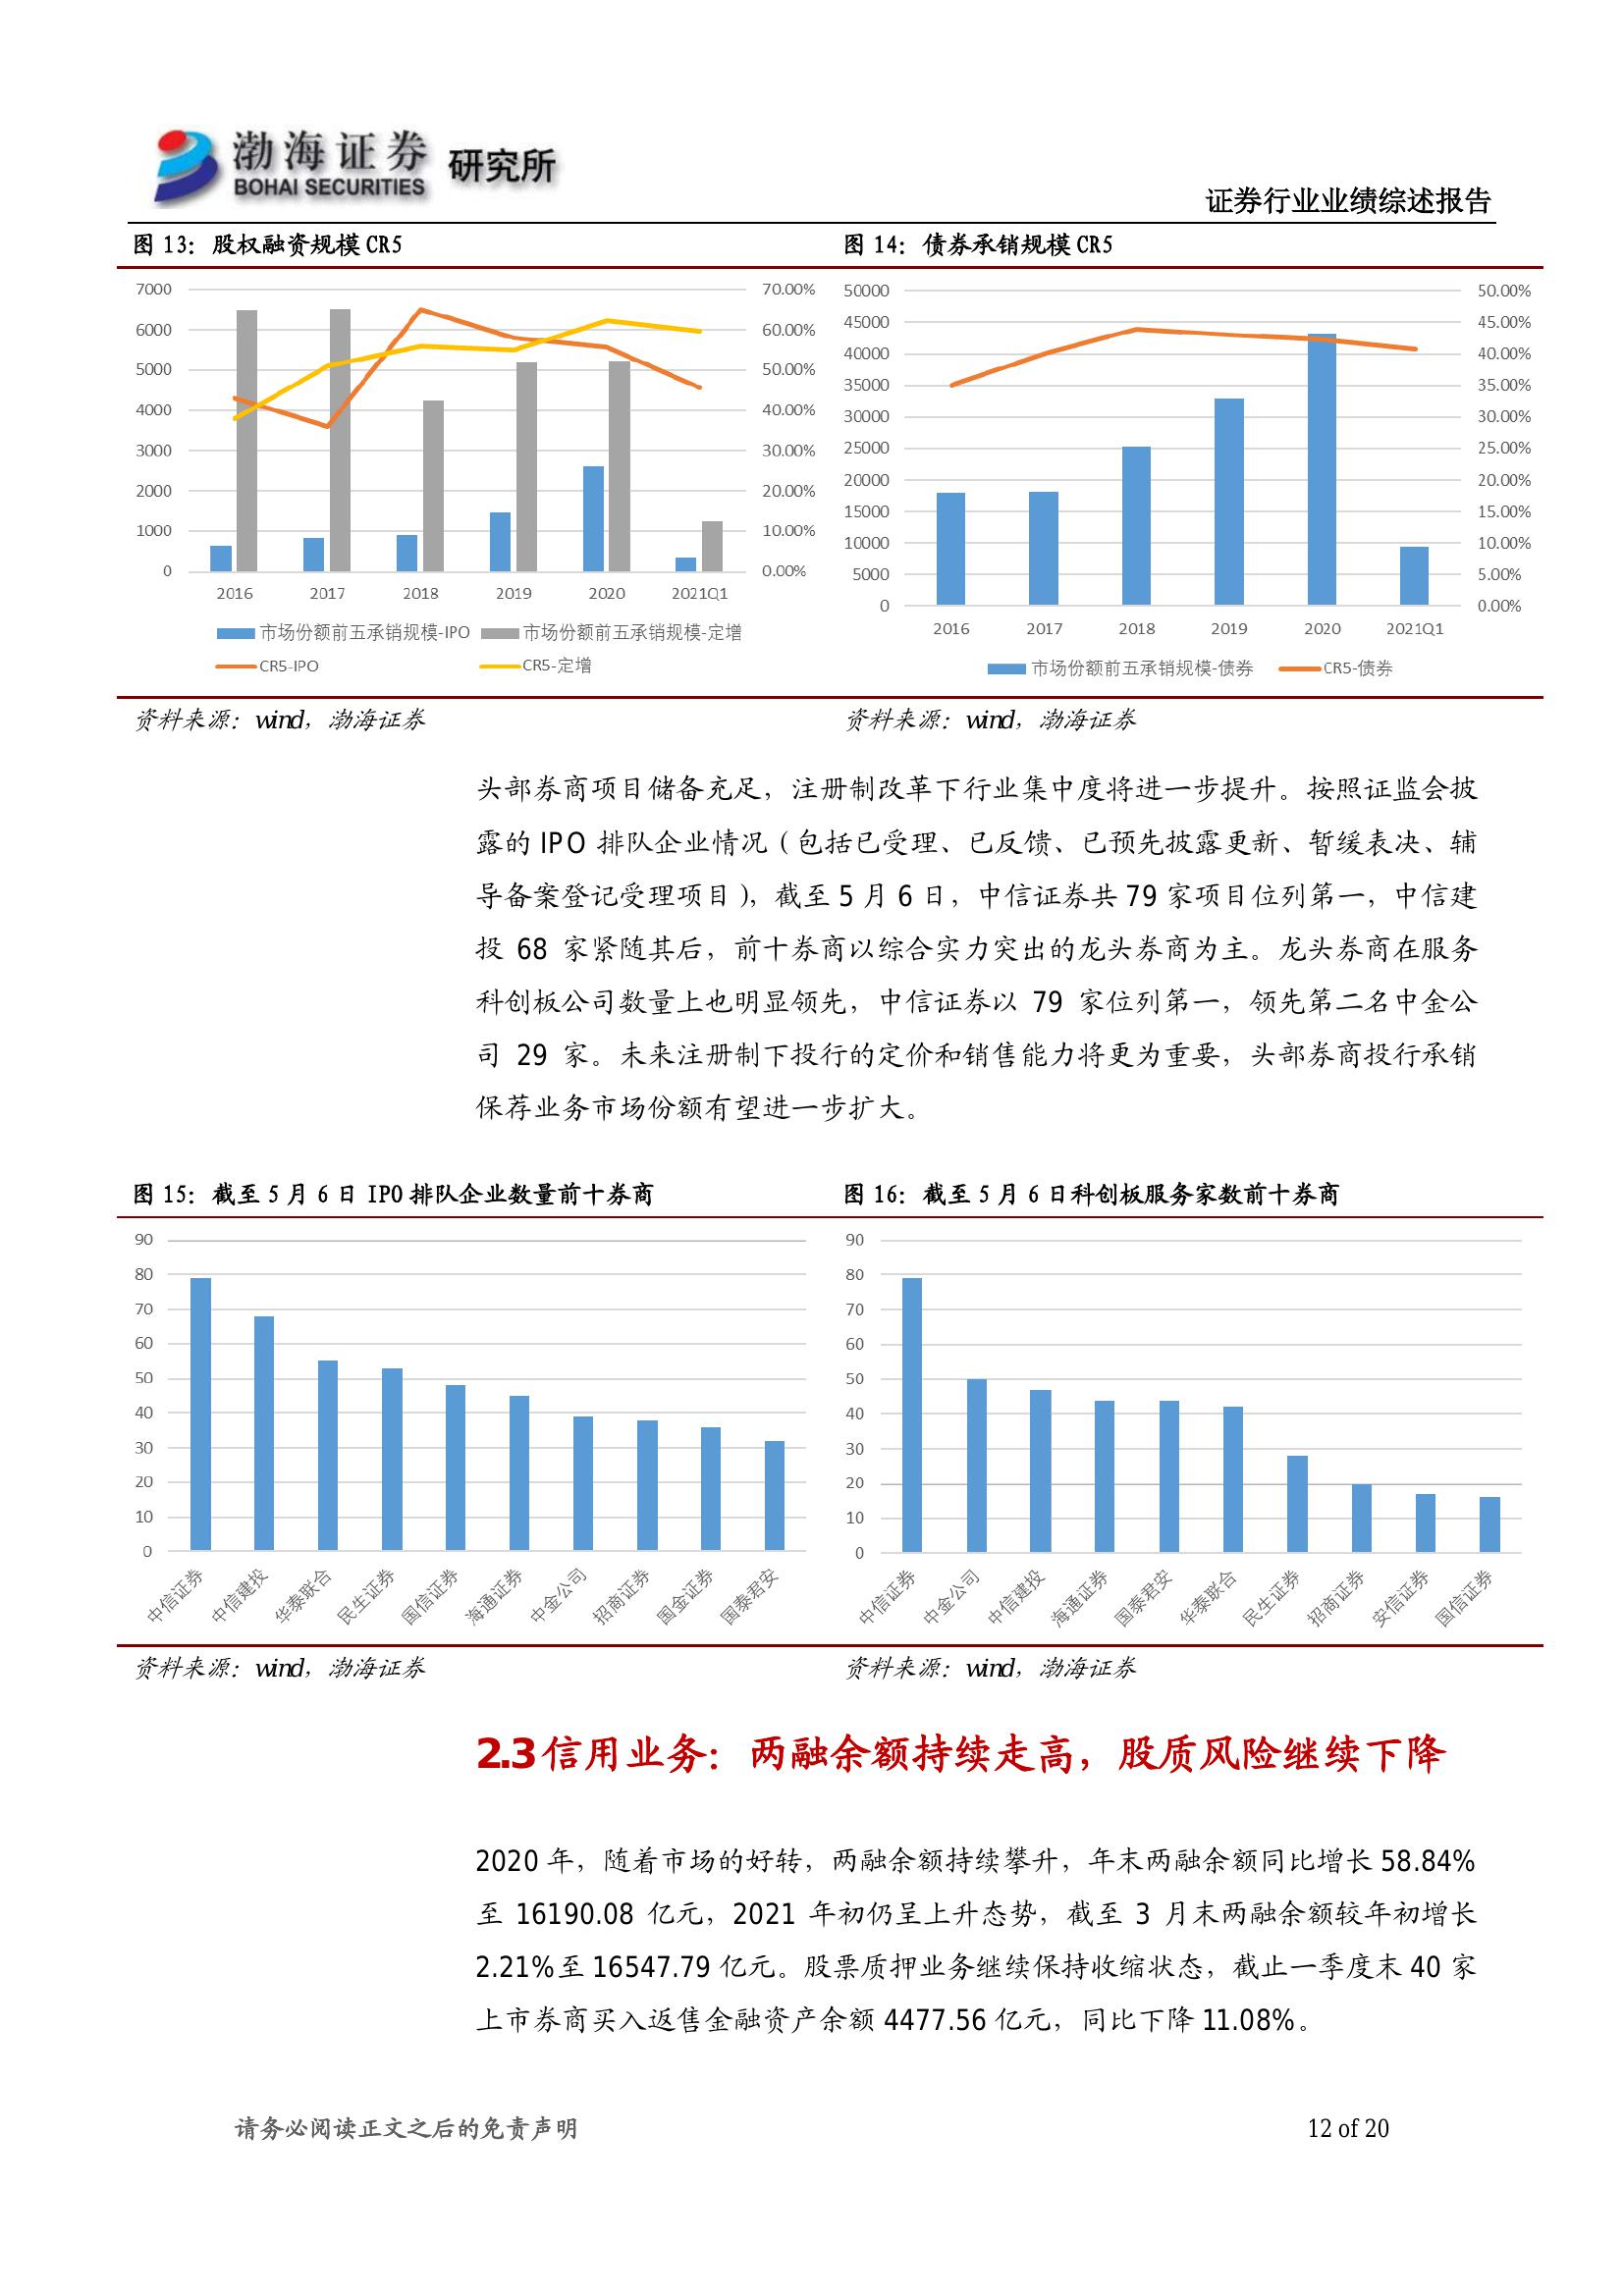 渤海证券 研究所
BOHAI SECURITIES
证券行业业绩综述报告
图 13：股权融资规模 CR5
图 14：债券承销规模 CR5
7000
6000
5000
4000
3000
2000
1000
0
70.00%
60.00%
50.00%
40.00%
30.00%
20.00%
10.00%
0.00%
2016 2017 2018 2019 2020 2021Q1
市场份额前五承销规模-IPO 市场份额前五承销规模-定增
CR5-IPO CR5-定增
50000
45000
40000
35000
30000
25000
20000
15000
10000
5000
0
50.00%
45.00%
40.00%
35.00%
30.00%
25.00%
20.00%
15.00%
10.00%
5.00%
0.00%
2016 2017 2018 2019 2020 2021Q1
市场份额前五承销规模-债券 CR5-债券
资料来源：wind，渤海证券
资料来源：wind，渤海证券
头部券商项目储备充足，注册制改革下行业集中度将进一步提升。按照证监会披
露的 IPO 排队企业情况（包括已受理、已反馈、已预先披露更新、暂缓表决、辅
导备案登记受理项目），截至 5 月 6 日，中信证券共 79 家项目位列第一，中信建
投 68 家紧随其后，前十券商以综合实力突出的龙头券商为主。龙头券商在服务
科创板公司数量上也明显领先，中信证券以 79 家位列第一，领先第二名中金公
司 29 家。未来注册制下投行的定价和销售能力将更为重要，头部券商投行承销
保荐业务市场份额有望进一步扩大。
图 15：截至 5 月 6 日 IPO 排队企业数量前十券商
图 16：截至 5 月 6 日科创板服务家数前十券商
90
80
70
60
50
40
30
20
10
0
中信证券 中信建投 华泰联合 民生证券 国信证券 海通证券 中金公司 招商证券 国金证券 国泰君安
90
80
70
60
50
40
30
20
10
0
中信证券 中金公司 中信建投 海通证券 国泰君安 华泰联合 民生证券 招商证券 安信证券 国信证券
资料来源：wind，渤海证券
资料来源：wind，渤海证券
2.3 信用业务：两融余额持续走高，股质风险继续下降
2020 年，随着市场的好转，两融余额持续攀升，年末两融余额同比增长 58.84%
至 16190.08 亿元，2021 年初仍呈上升态势，截至 3 月末两融余额较年初增长
2.21%至 16547.79 亿元。股票质押业务继续保持收缩状态，截止一季度末 40 家
上市券商买入返售金融资产余额 4477.56 亿元，同比下降 11.08%。
请务必阅读正文之后的免责声明
12 of 20